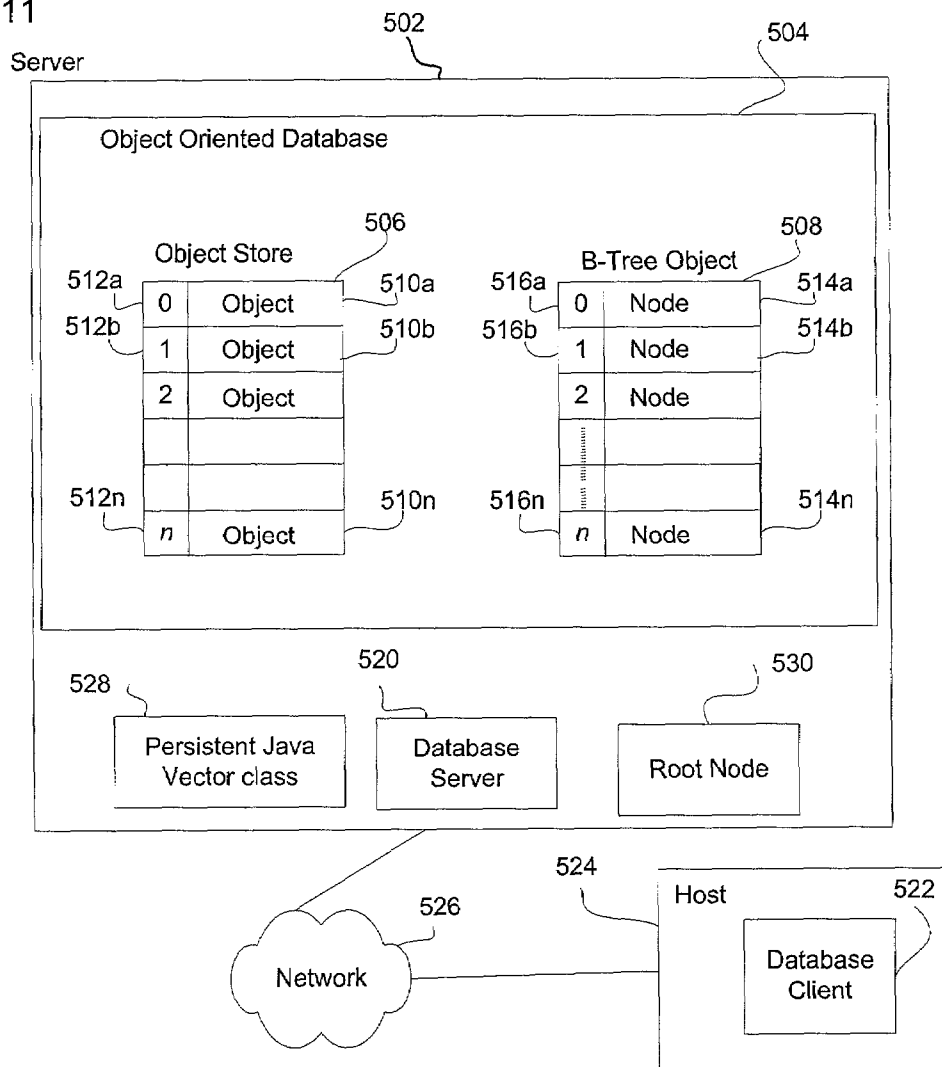 11
502
504
Server
Object Oriented Database
506
508
Object Store
B-Tree Object
512a
0 Object
510a
516a
0 Node
514a
512b
1 Object
510b
516b
1 Node
514b
2 Object
2 Node
512n
n Object
510n
516n
n Node
514n
528
520
530
Persistent Java
Vector class
Database
Server
Root Node
524
522
526
Host
Network
Database
Client